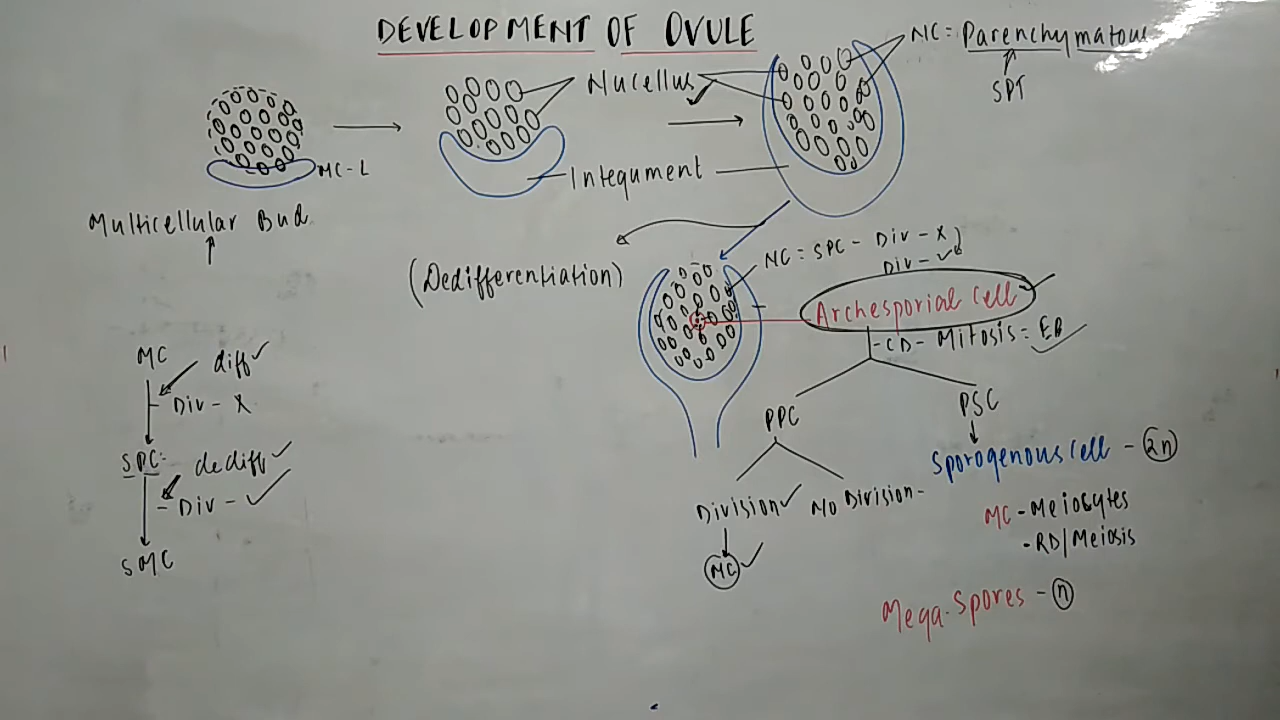 DEVELOPMENT OF OVULE
NC = Parenchymatous
SPT
Nucellus
MC-L
Integument
Multicellular Bud
(Dedifferentiation)
NC = SPC - Div - X
Div - ✓
Archesporial cell
-CD- Mitosis = EB
MC
diff ✓
Div - X
SPC
dediff ✓
- Div - ✓
SMC
PPC
PSC
Sporogenous cell - 2n
Division ✓
No Division -
MC - Meiocytes
- RD/Meiosis
MC ✓
Mega-Spores - n